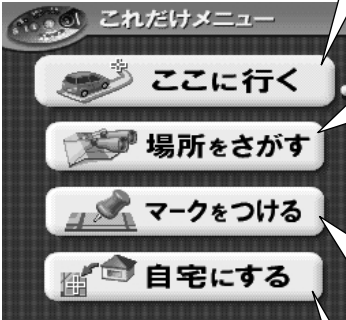 これだけメニュー
ここに行く
場所をさがす
マークをつける
自宅にする